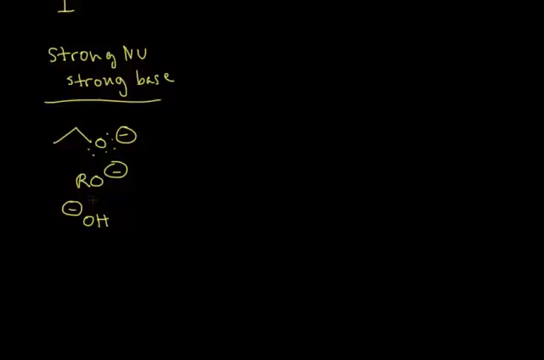 I
Strong NU
strong base
O:⊖
RO⊖
⊖OH